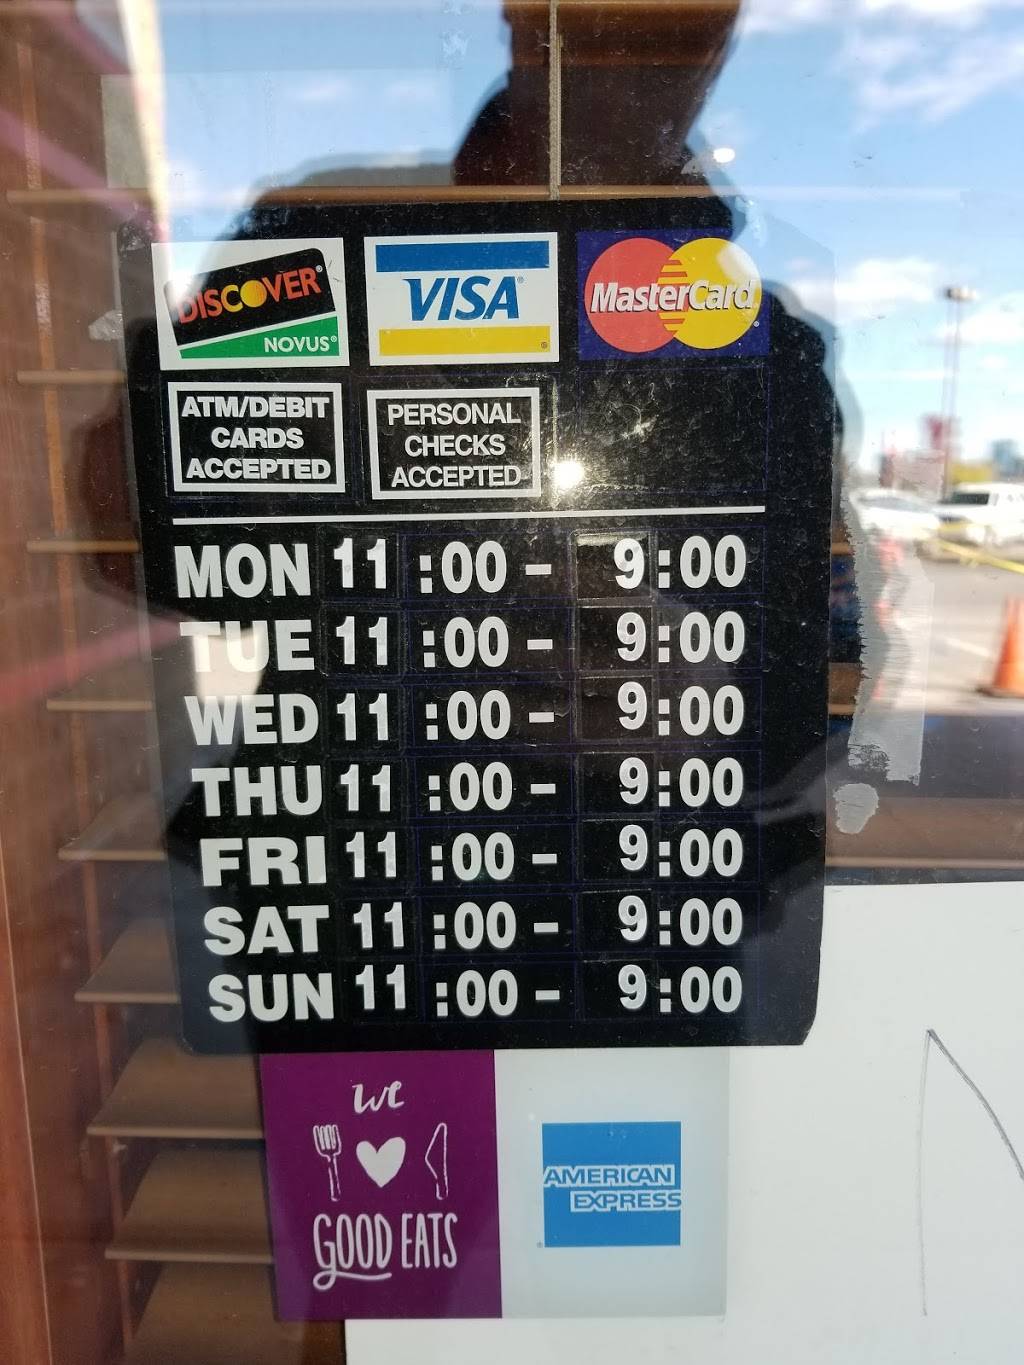 DISCOVER®
NOVUS®
VISA®
MasterCard®
ATM/DEBIT
CARDS
ACCEPTED
PERSONAL
CHECKS
ACCEPTED
MON 11 :00 - 9:00
TUE 11 :00 - 9:00
WED 11 :00 - 9:00
THU 11 :00 - 9:00
FRI 11 :00 - 9:00
SAT 11 :00 - 9:00
SUN 11 :00 - 9:00
we
GOOD EATS
AMERICAN
EXPRESS
®